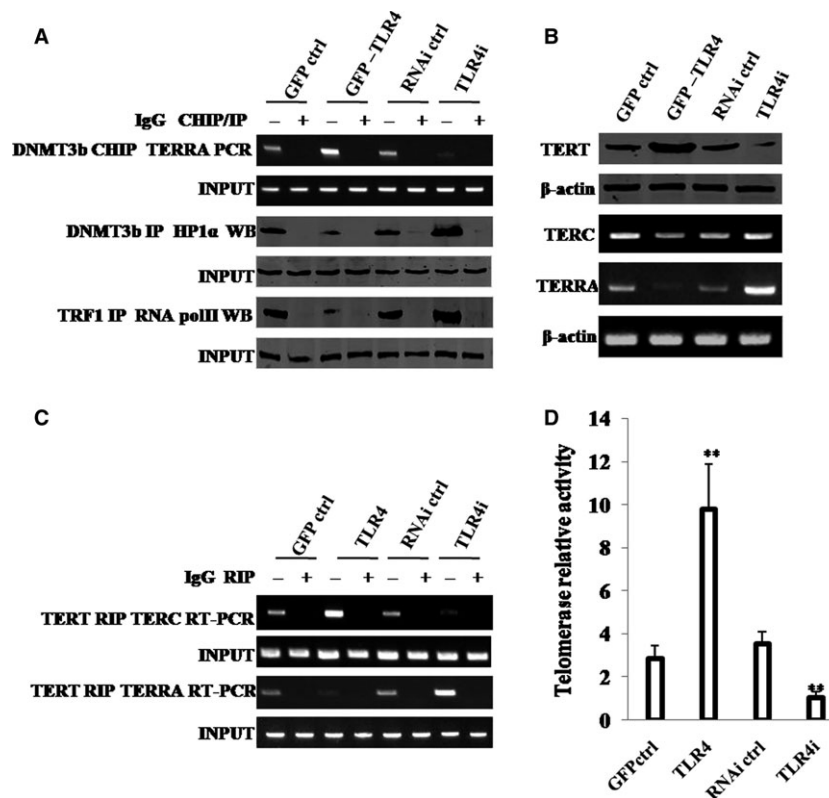 A
GFP ctrl
GFP –TLR4
RNAi ctrl
TLR4i
IgG CHIP/IP
– + – + – + – +
DNMT3b CHIP TERRA PCR
INPUT
DNMT3b IP HP1α WB
INPUT
TRF1 IP RNA polII WB
INPUT
B
GFP ctrl
GFP –TLR4
RNAi ctrl
TLR4i
TERT
β-actin
TERC
TERRA
β-actin
C
GFP ctrl
TLR4
RNAi ctrl
TLR4i
IgG RIP
– + – + – + – +
TERT RIP TERC RT-PCR
INPUT
TERT RIP TERRA RT-PCR
INPUT
D
Telomerase relative activity
14
12
10
8
6
4
2
0
**
**
GFPctrl
TLR4
RNAi ctrl
TLR4i